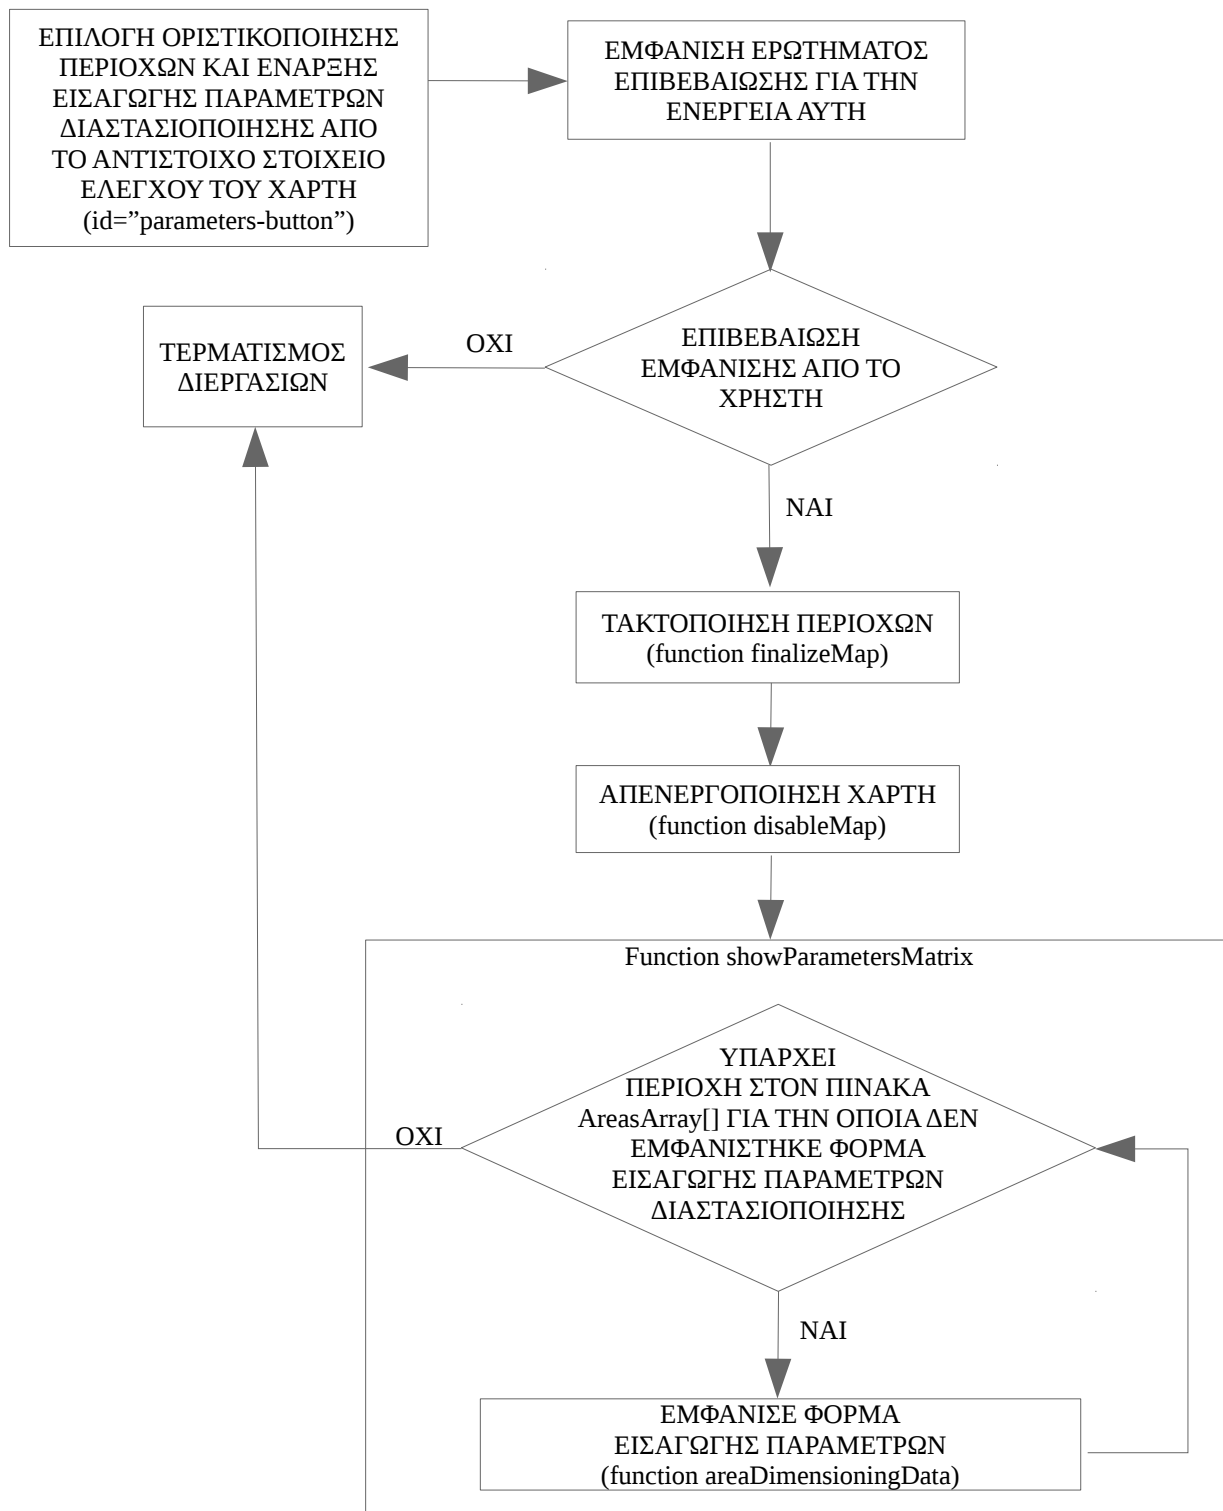 ΕΠΙΛΟΓΗ ΟΡΙΣΤΙΚΟΠΟΙΗΣΗΣ
ΠΕΡΙΟΧΩΝ ΚΑΙ ΕΝΑΡΞΗΣ
ΕΙΣΑΓΩΓΗΣ ΠΑΡΑΜΕΤΡΩΝ
ΔΙΑΣΤΑΣΙΟΠΟΙΗΣΗΣ ΑΠΟ
ΤΟ ΑΝΤΊΣΤΟΙΧΟ ΣΤΟΙΧΕΙΟ
ΕΛΕΓΧΟΥ ΤΟΥ ΧΑΡΤΗ
(id=”parameters-button”)
ΕΜΦΑΝΙΣΗ ΕΡΩΤΗΜΑΤΟΣ
ΕΠΙΒΕΒΑΙΩΣΗΣ ΓΙΑ ΤΗΝ
ΕΝΕΡΓΕΙΑ ΑΥΤΗ
ΕΠΙΒΕΒΑΙΩΣΗ
ΕΜΦΑΝΙΣΗΣ ΑΠΟ ΤΟ
ΧΡΗΣΤΗ
ΟΧΙ
ΤΕΡΜΑΤΙΣΜΟΣ
ΔΙΕΡΓΑΣΙΩΝ
ΝΑΙ
ΤΑΚΤΟΠΟΙΗΣΗ ΠΕΡΙΟΧΩΝ
(function finalizeMap)
ΑΠΕΝΕΡΓΟΠΟΙΗΣΗ ΧΑΡΤΗ
(function disableMap)
Function showParametersMatrix
ΥΠΑΡΧΕΙ
ΠΕΡΙΟΧΗ ΣΤΟΝ ΠΙΝΑΚΑ
AreasArray[] ΓΙΑ ΤΗΝ ΟΠΟΙΑ ΔΕΝ
ΕΜΦΑΝΙΣΤΗΚΕ ΦΟΡΜΑ
ΕΙΣΑΓΩΓΗΣ ΠΑΡΑΜΕΤΡΩΝ
ΔΙΑΣΤΑΣΙΟΠΟΙΗΣΗΣ
ΟΧΙ
ΝΑΙ
ΕΜΦΑΝΙΣΕ ΦΟΡΜΑ
ΕΙΣΑΓΩΓΗΣ ΠΑΡΑΜΕΤΡΩΝ
(function areaDimensioningData)